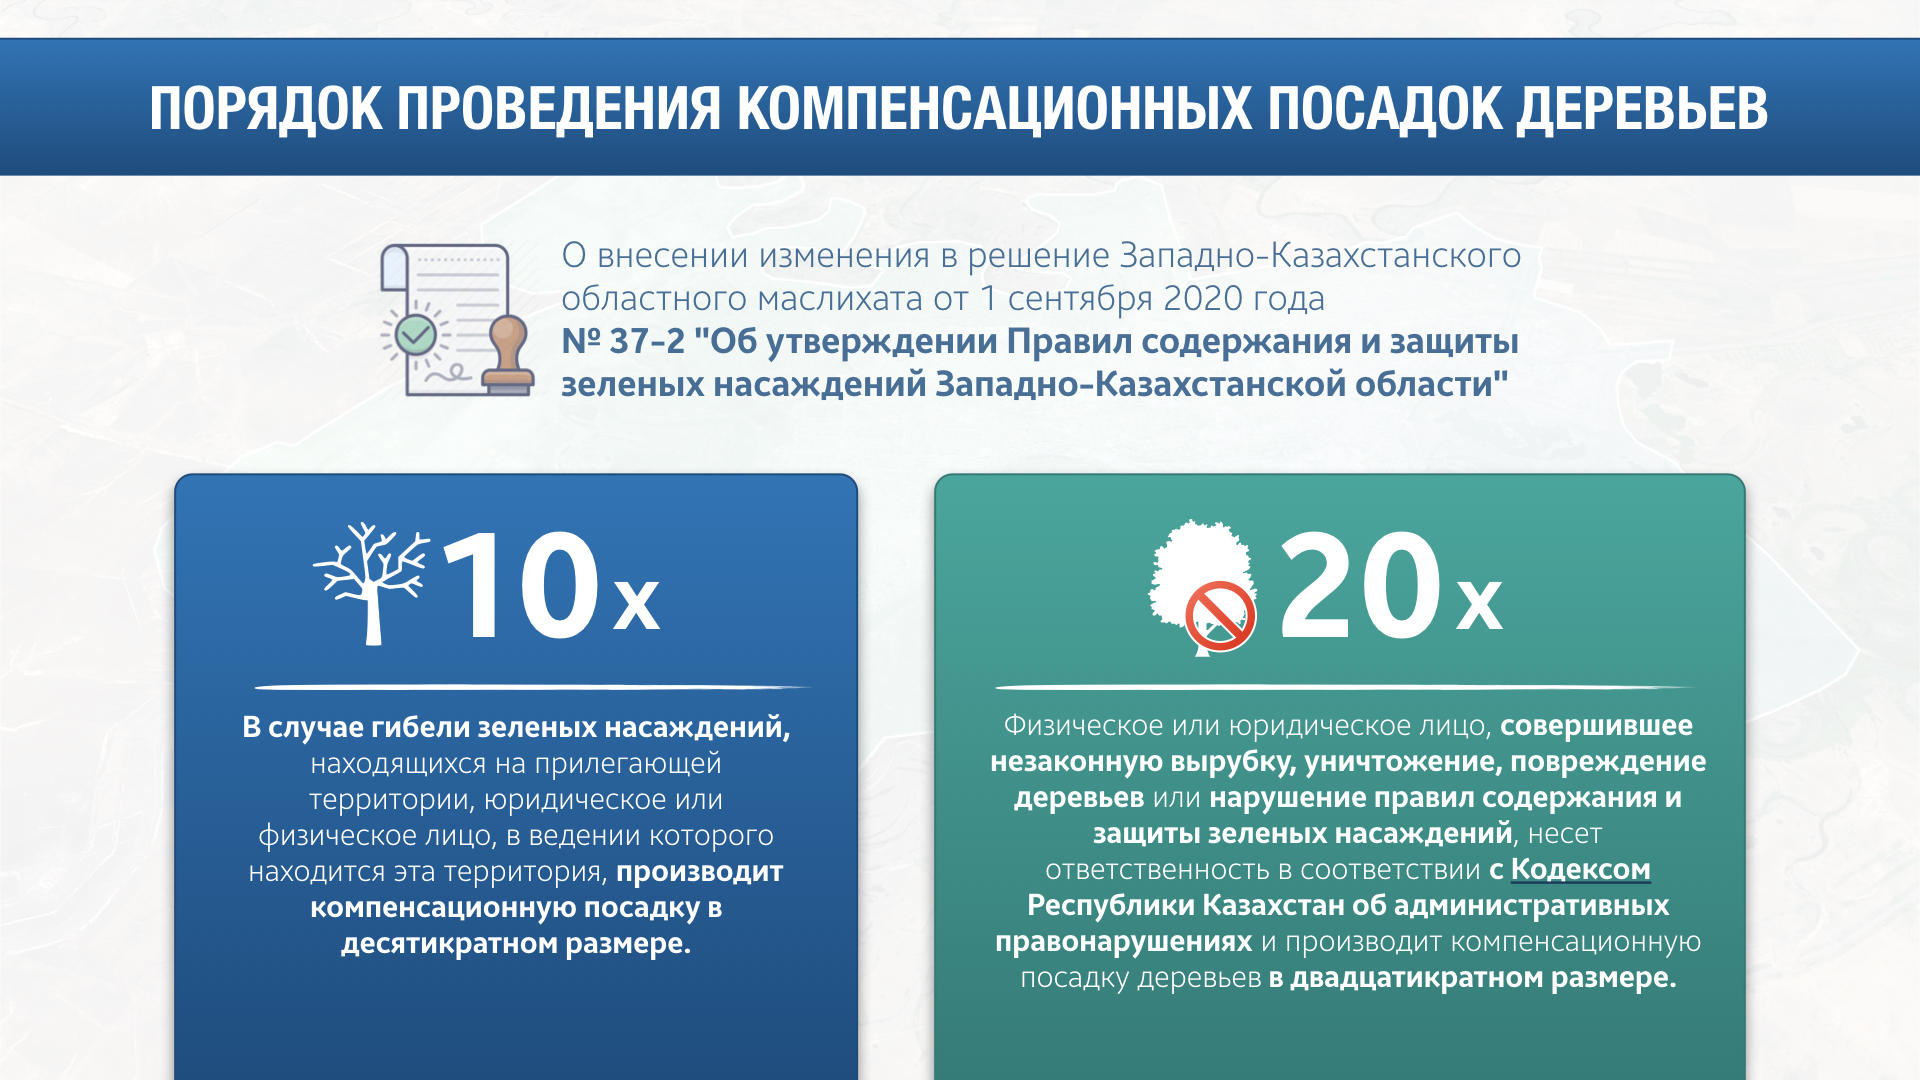 ПОРЯДОК ПРОВЕДЕНИЯ КОМПЕНСАЦИОННЫХ ПОСАДОК ДЕРЕВЬЕВ
О внесении изменения в решение Западно-Казахстанского
областного маслихата от 1 сентября 2020 года
№ 37-2 "Об утверждении Правил содержания и защиты
зеленых насаждений Западно-Казахстанской области"
10 х
В случае гибели зеленых насаждений,
находящихся на прилегающей
территории, юридическое или
физическое лицо, в ведении которого
находится эта территория, производит
компенсационную посадку в
десятикратном размере.
20 х
Физическое или юридическое лицо, совершившее
незаконную вырубку, уничтожение, повреждение
деревьев или нарушение правил содержания и
защиты зеленых насаждений, несет
ответственность в соответствии с Кодексом
Республики Казахстан об административных
правонарушениях и производит компенсационную
посадку деревьев в двадцатикратном размере.